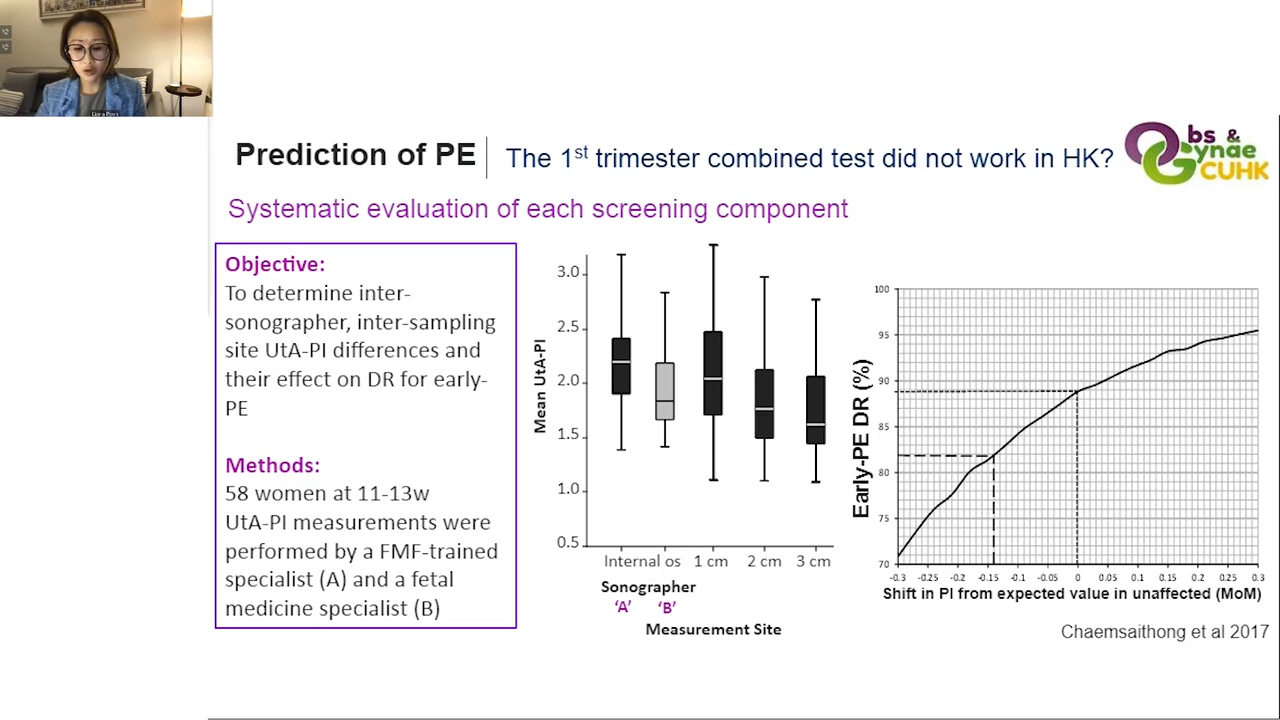 Prediction of PE
The 1st trimester combined test did not work in HK?
bs &
ynae
CUHK
Systematic evaluation of each screening component
Objective:
To determine inter-
sonographer, inter-sampling
site UtA-PI differences and
their effect on DR for early-
PE
Methods:
58 women at 11-13w
UtA-PI measurements were
performed by a FMF-trained
specialist (A) and a fetal
medicine specialist (B)
Mean UtA-PI
3.0
2.5
2.0
1.5
1.0
0.5
Internal os 1 cm 2 cm 3 cm
Sonographer
‘A’ ‘B’
Measurement Site
Early-PE DR (%)
100
95
90
85
80
75
70
-0.3 -0.25 -0.2 -0.15 -0.1 -0.05 0 0.05 0.1 0.15 0.2 0.25 0.3
Shift in PI from expected value in unaffected (MoM)
Chaemsaithong et al 2017